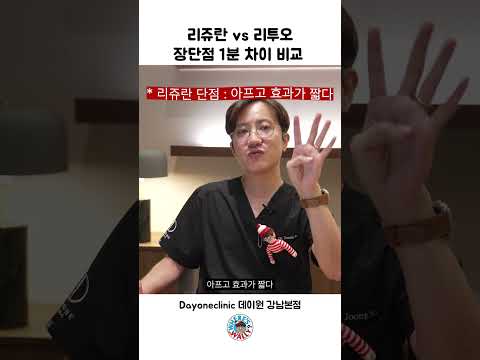 리쥬란 vs 리투오
장단점 1분 차이 비교
* 리쥬란 단점 : 아프고 효과가 짧다
아프고 효과가 짧다
Dayoneclinic 데이원 강남본점
WHERE'S WALLY